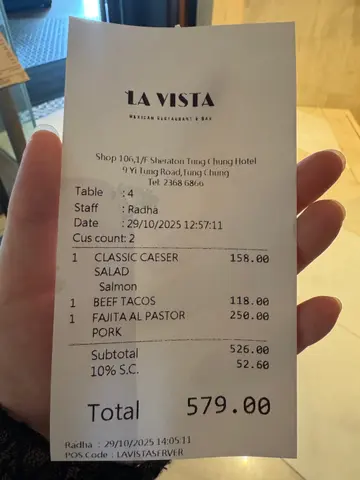 LA VISTA
MEXICAN RESTAURANT & BAR
Shop 106,1/F Sheraton Tung Chung Hotel
9 Yi Tung Road,Tung Chung
Tel: 2368 6866
Table : 4
Staff : Radha
Date : 29/10/2025 12:57:11
Cus count: 2
1 CLASSIC CAESER 158.00
SALAD
Salmon
1 BEEF TACOS 118.00
1 FAJITA AL PASTOR 250.00
PORK
Subtotal 526.00
10% S.C. 52.60
Total 579.00
Radha : 29/10/2025 14:05:11
POS Code : LAVISTASERVER